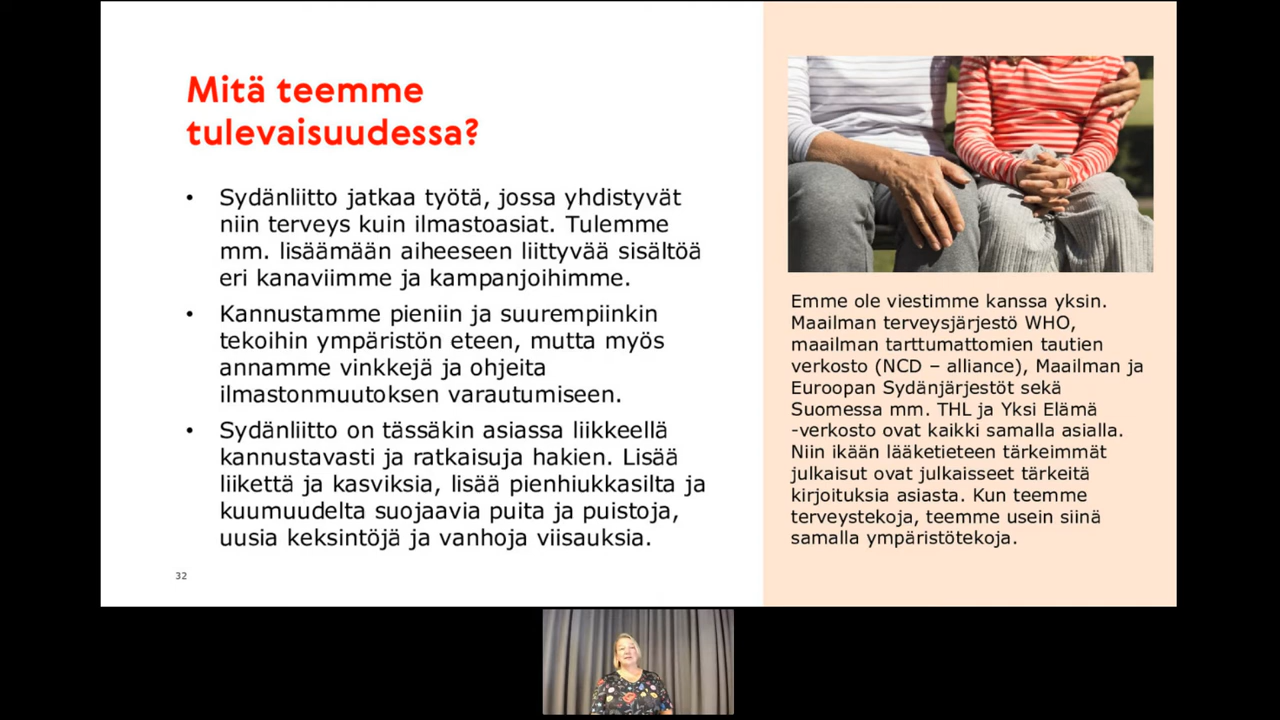 Mitä teemme
tulevaisuudessa?
• Sydänliitto jatkaa työtä, jossa yhdistyvät
niin terveys kuin ilmastoasiat. Tulemme
mm. lisäämään aiheeseen liittyvää sisältöä
eri kanaviimme ja kampanjoihimme.
• Kannustamme pieniin ja suurempiinkin
tekoihin ympäristön eteen, mutta myös
annamme vinkkejä ja ohjeita
ilmastonmuutoksen varautumiseen.
• Sydänliitto on tässäkin asiassa liikkeellä
kannustavasti ja ratkaisuja hakien. Lisää
liikettä ja kasviksia, lisää pienhiukkasilta ja
kuumuudelta suojaavia puita ja puistoja,
uusia keksintöjä ja vanhoja viisauksia.
32
Emme ole viestimme kanssa yksin.
Maailman terveysjärjestö WHO,
maailman tarttumattomien tautien
verkosto (NCD – alliance), Maailman ja
Euroopan Sydänjärjestöt sekä
Suomessa mm. THL ja Yksi Elämä
-verkosto ovat kaikki samalla asialla.
Niin ikään lääketieteen tärkeimmät
julkaisut ovat julkaisseet tärkeitä
kirjoituksia asiasta. Kun teemme
terveystekoja, teemme usein siinä
samalla ympäristötekoja.